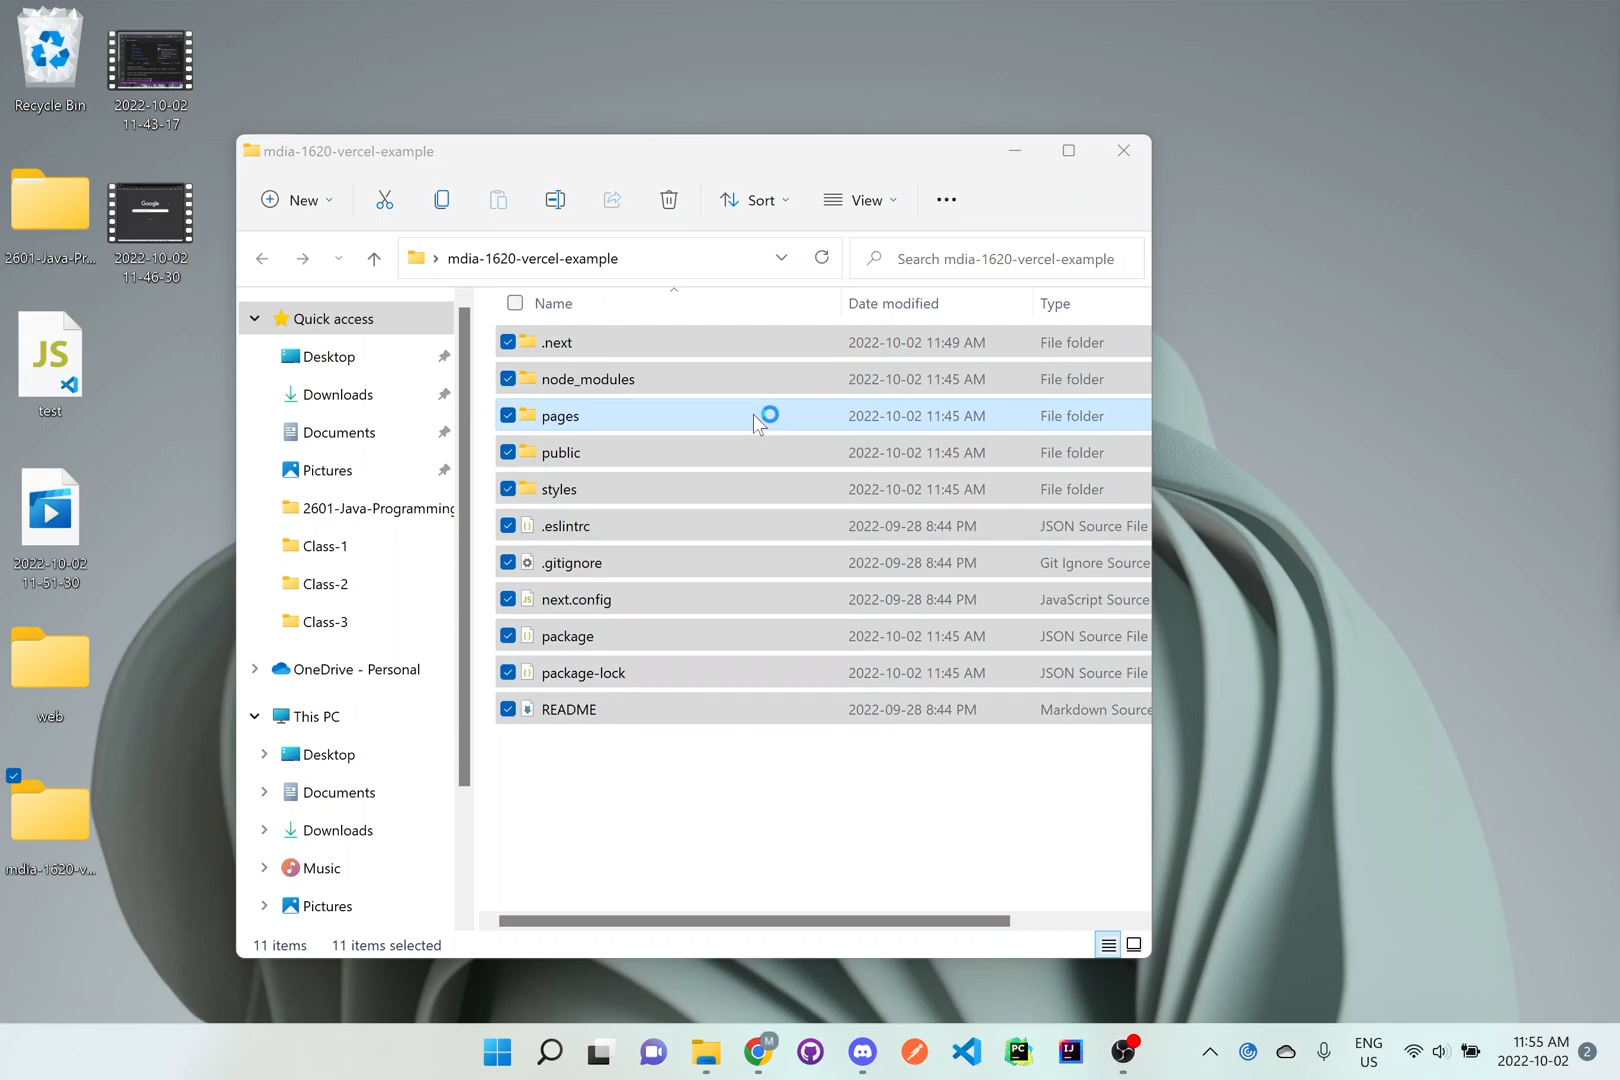 Recycle Bin
2022-10-02
11-43-17
2601-Java-Pr...
Google
2022-10-02
11-46-30
JS
test
2022-10-02
11-51-30
web
mdia-1620-v...
mdia-1620-vercel-example
New
Sort
View
mdia-1620-vercel-example
Search mdia-1620-vercel-example
Quick access
Desktop
Downloads
Documents
Pictures
2601-Java-Programming
Class-1
Class-2
Class-3
OneDrive - Personal
This PC
Desktop
Documents
Downloads
Music
Pictures
Name Date modified Type
.next 2022-10-02 11:49 AM File folder
node_modules 2022-10-02 11:45 AM File folder
pages 2022-10-02 11:45 AM File folder
public 2022-10-02 11:45 AM File folder
styles 2022-10-02 11:45 AM File folder
.eslintrc 2022-09-28 8:44 PM JSON Source File
.gitignore 2022-09-28 8:44 PM Git Ignore Source
next.config 2022-09-28 8:44 PM JavaScript Source
package 2022-10-02 11:45 AM JSON Source File
package-lock 2022-10-02 11:45 AM JSON Source File
README 2022-09-28 8:44 PM Markdown Source
11 items 11 items selected
M
PC
IJ
ENG
US
11:55 AM
2022-10-02
2